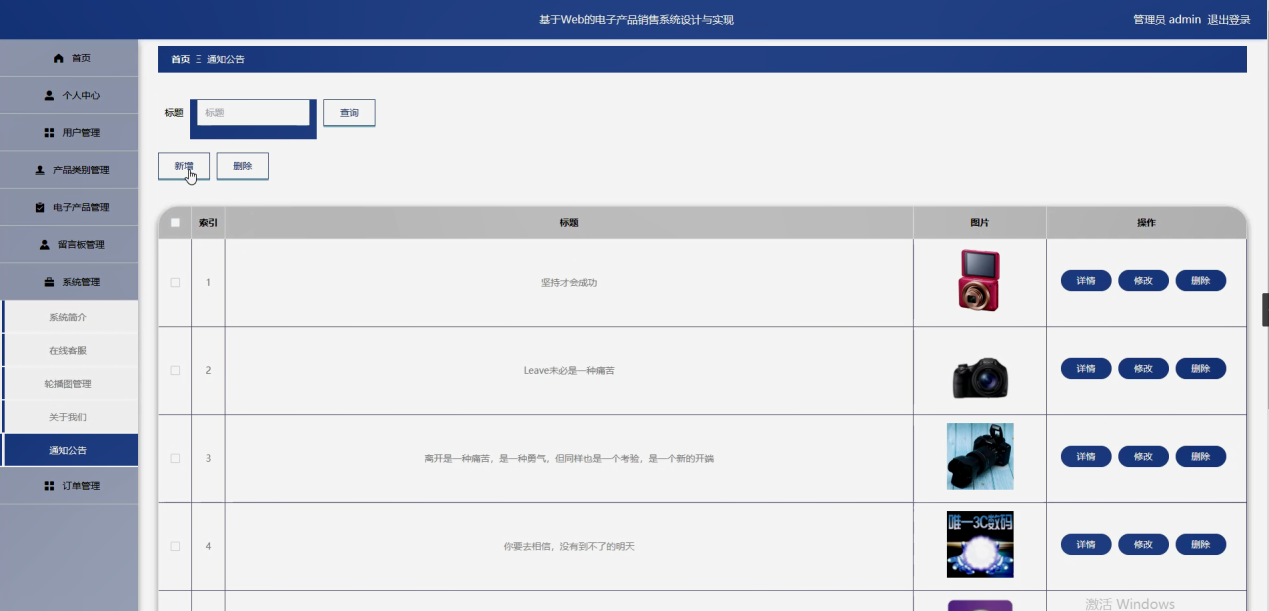 基于Web的电子产品销售系统设计与实现
管理员 admin 退出登录
首页
个人中心
用户管理
产品类别管理
电子产品管理
留言板管理
系统管理
系统简介
在线客服
轮播图管理
关于我们
通知公告
订单管理
首页 Ξ 通知公告
标题 标题 查询
新增 删除
索引 标题 图片 操作
1 坚持才会成功 详情 修改 删除
2 Leave未必是一种痛苦 详情 修改 删除
3 离开是一种痛苦，是一种勇气，但同样也是一个考验，是一个新的开端 详情 修改 删除
4 你要去相信，没有到不了的明天 唯一3C数码 详情 修改 删除
激活 Windows